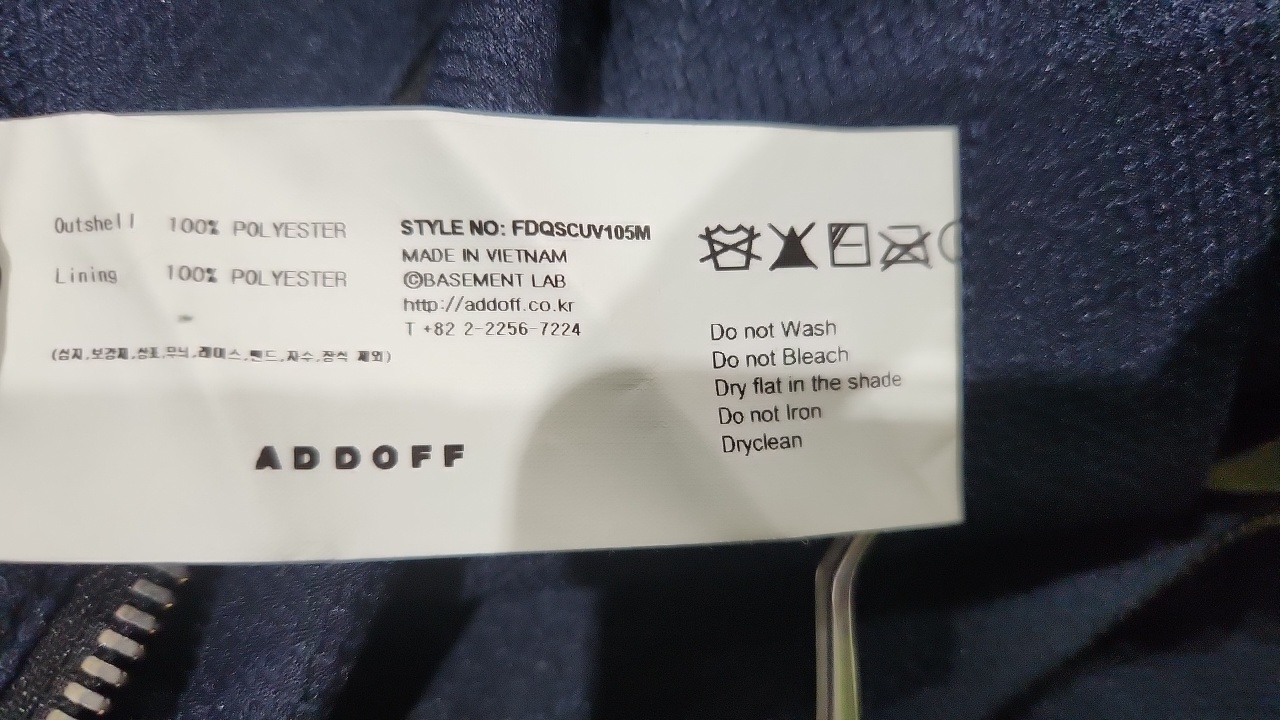 Outshell 100% POLYESTER
Lining 100% POLYESTER
(심지,보강제,상표,무늬,레이스,밴드,자수,장식 제외)
ADDOFF
STYLE NO: FDQSCUV105M
MADE IN VIETNAM
©BASEMENT LAB
http://addoff.co.kr
T +82 2-2256-7224
Do not Wash
Do not Bleach
Dry flat in the shade
Do not Iron
Dryclean